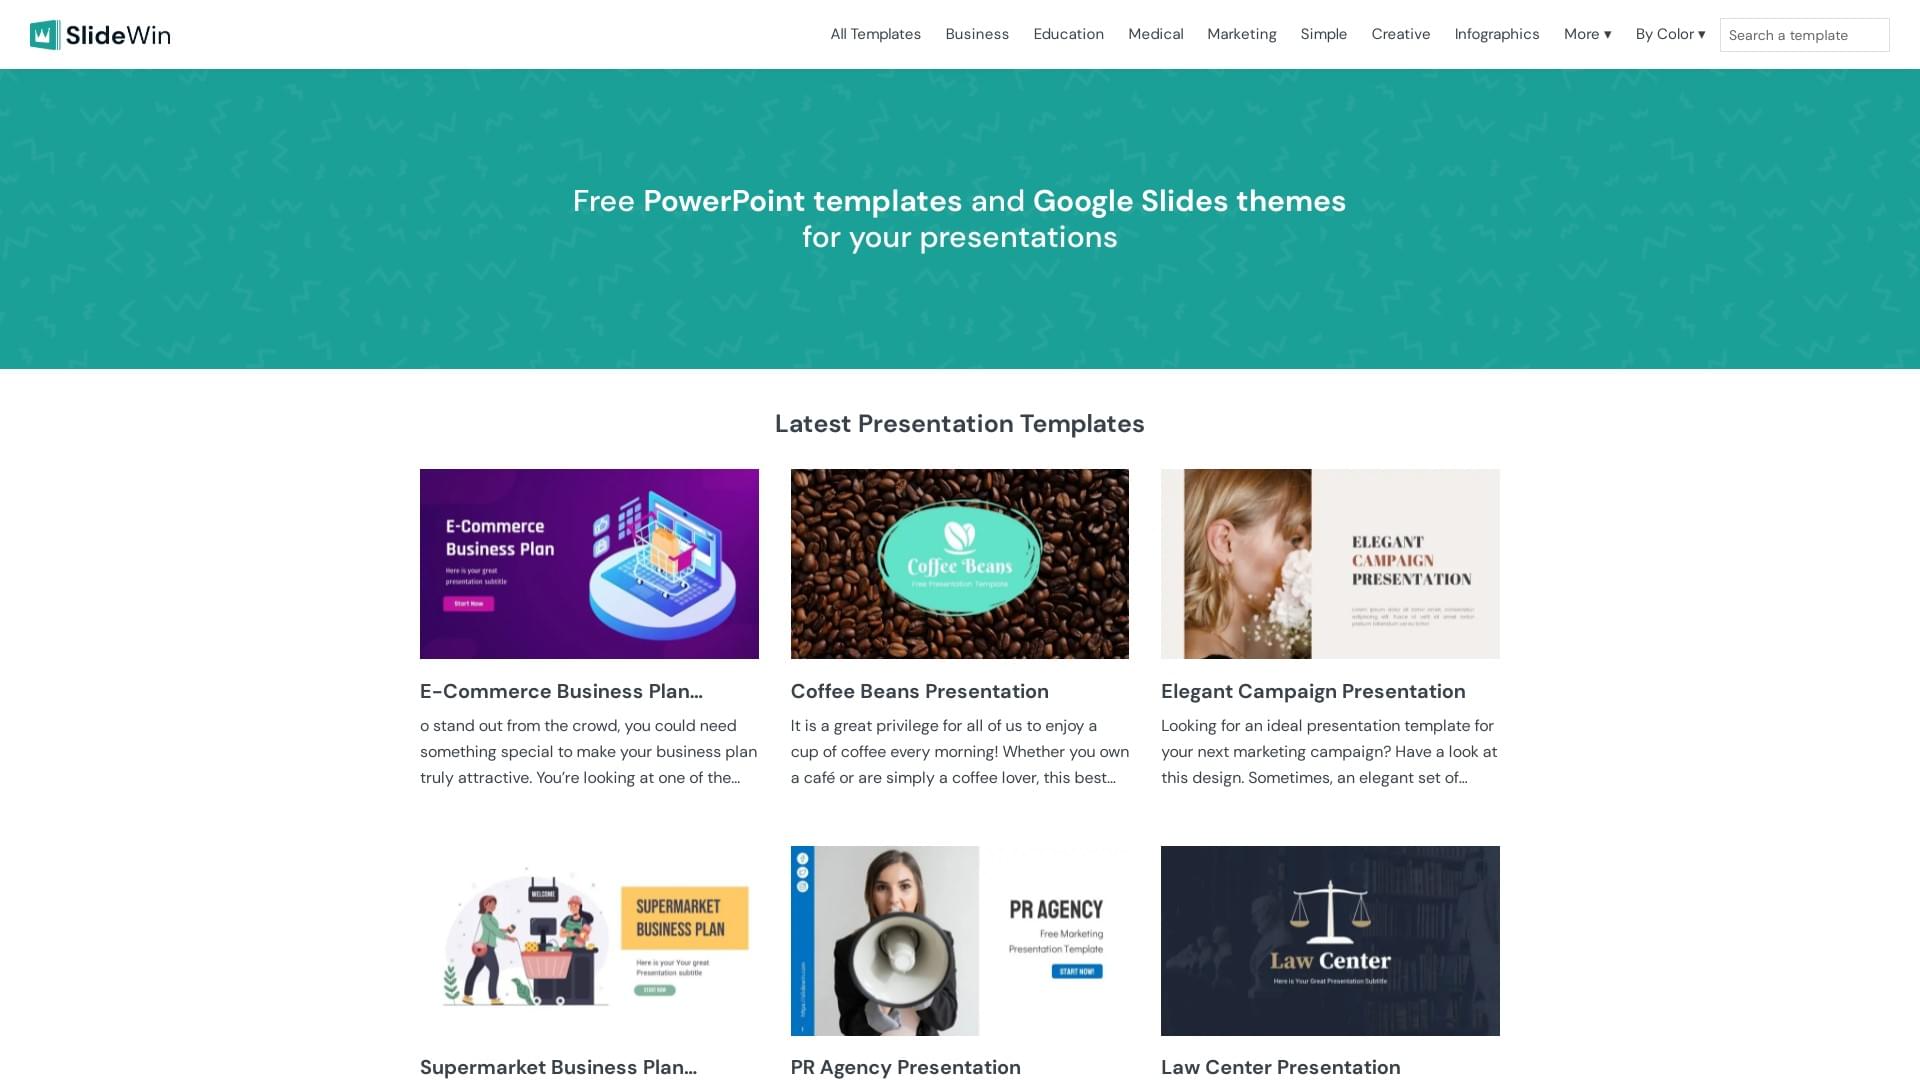 SlideWin
All Templates
Business
Education
Medical
Marketing
Simple
Creative
Infographics
More ▾
By Color ▾
Search a template
Free PowerPoint templates and Google Slides themes
for your presentations
Latest Presentation Templates
E-Commerce
Business Plan
Here is your great
presentation subtitle
Start Now
Coffee Beans
Free Presentation Template
ELEGANT
CAMPAIGN
PRESENTATION
E-Commerce Business Plan…
o stand out from the crowd, you could need
something special to make your business plan
truly attractive. You’re looking at one of the…
Coffee Beans Presentation
It is a great privilege for all of us to enjoy a
cup of coffee every morning! Whether you own
a café or are simply a coffee lover, this best…
Elegant Campaign Presentation
Looking for an ideal presentation template for
your next marketing campaign? Have a look at
this design. Sometimes, an elegant set of…
WELCOME
SUPERMARKET
BUSINESS PLAN
Here is your Your great
Presentation subtitle
START NOW
https://slidewin.com
PR AGENCY
Free Marketing
Presentation Template
START NOW!
Law Center
Here is Your Great Presentation Subtitle
Supermarket Business Plan…
PR Agency Presentation
Law Center Presentation